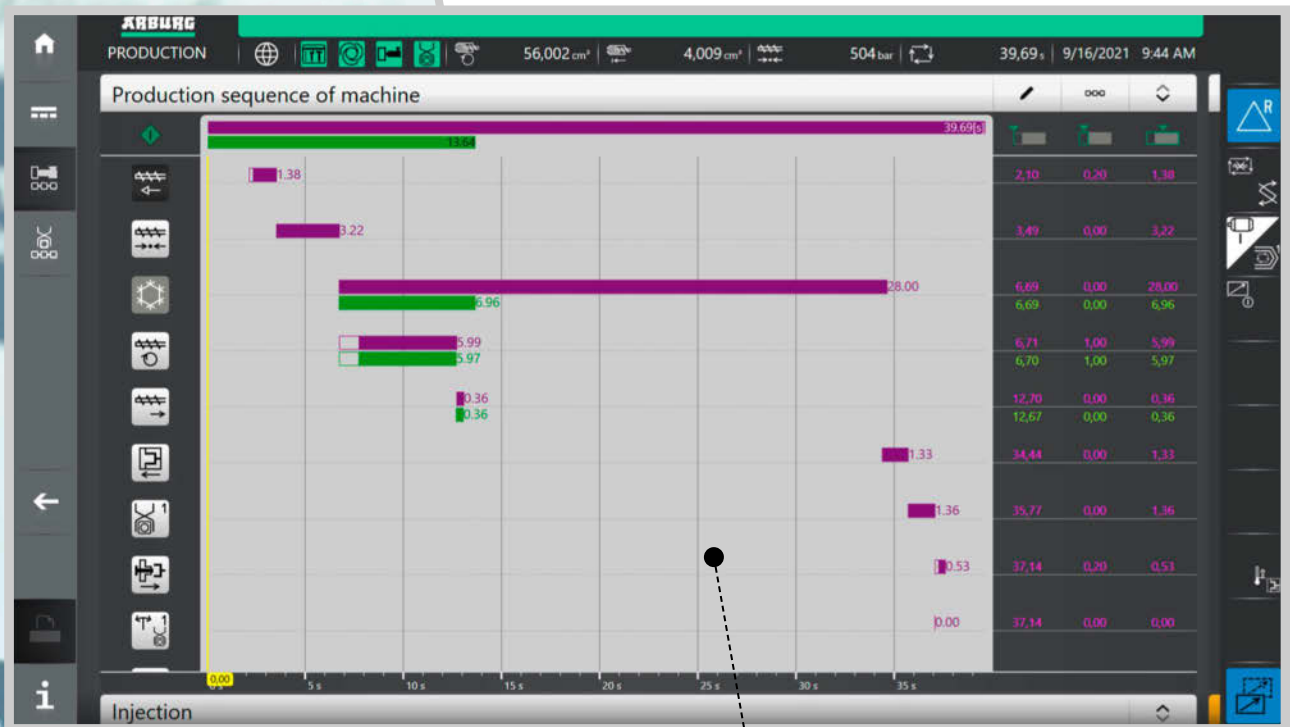 ARBURG
PRODUCTION 56,002 cm³ 4,009 cm³ 504 bar 39,69 s 9/16/2021 9:44 AM
Production sequence of machine
R
39.69[s]
13.64
1.38 2,10 0,20 1,38
3.22 3,49 0,00 3,22
28.00 6,69 0,00 28,00
6.96 6,69 0,00 6,96
5.99 6,71 1,00 5,99
5.97 6,70 1,00 5,97
0.36 12,70 0,00 0,36
0.36 12,67 0,00 0,36
1.33 34,44 0,00 1,33
1 1.36 35,77 0,00 1,36
0.53 37,14 0,20 0,53
1 0.00 37,14 0,00 0,00
0,00 5 s 10 s 15 s 20 s 25 s 30 s 35 s
i
Injection